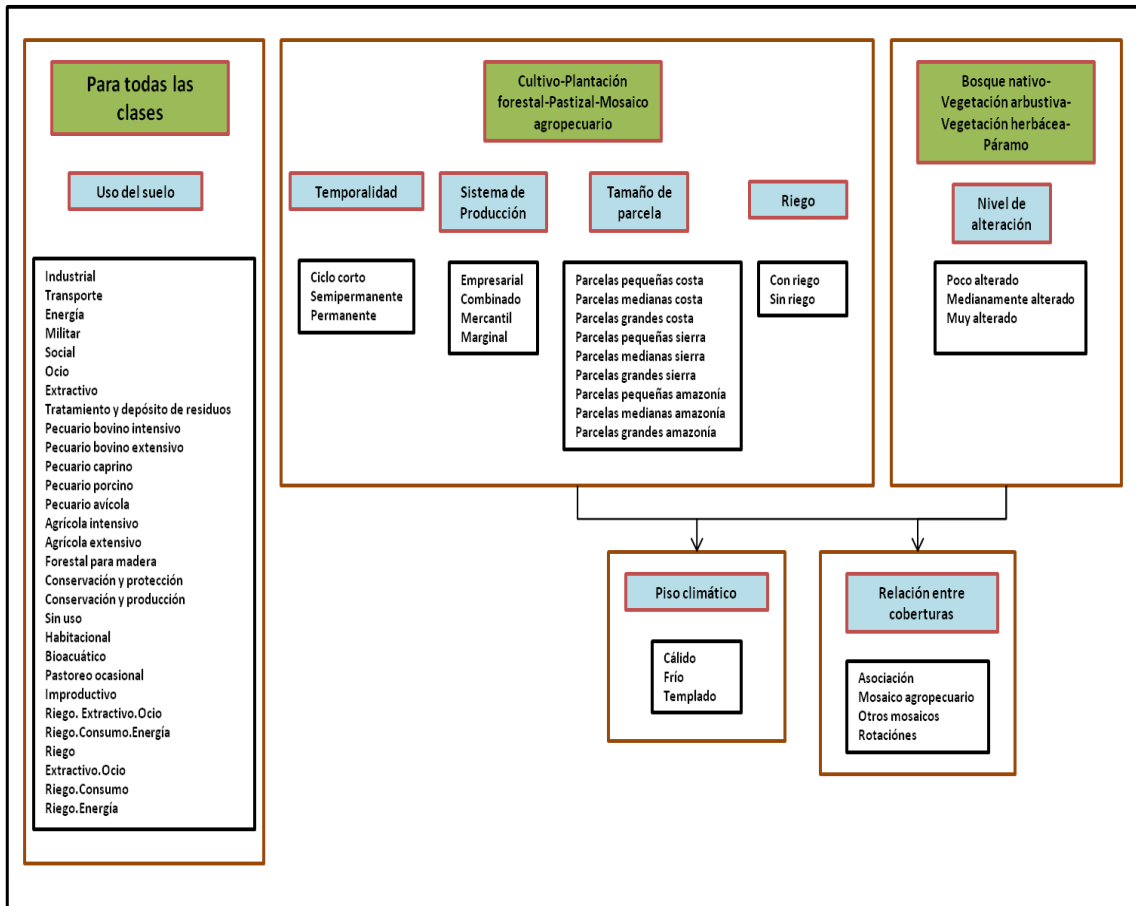 Para todas las
clases
Uso del suelo
Industrial
Transporte
Energía
Militar
Social
Ocio
Extractivo
Tratamiento y depósito de residuos
Pecuario bovino intensivo
Pecuario bovino extensivo
Pecuario caprino
Pecuario porcino
Pecuario avícola
Agrícola intensivo
Agrícola extensivo
Forestal para madera
Conservación y protección
Conservación y producción
Sin uso
Habitacional
Bioacuático
Pastoreo ocasional
Improductivo
Riego. Extractivo.Ocio
Riego.Consumo.Energía
Riego
Extractivo.Ocio
Riego.Consumo
Riego.Energía
Cultivo-Plantación
forestal-Pastizal-Mosaico
agropecuario
Temporalidad
Ciclo corto
Semipermanente
Permanente
Sistema de
Producción
Empresarial
Combinado
Mercantil
Marginal
Tamaño de
parcela
Parcelas pequeñas costa
Parcelas medianas costa
Parcelas grandes costa
Parcelas pequeñas sierra
Parcelas medianas sierra
Parcelas grandes sierra
Parcelas pequeñas amazonía
Parcelas medianas amazonía
Parcelas grandes amazonía
Riego
Con riego
Sin riego
Bosque nativo-
Vegetación arbustiva-
Vegetación herbácea-
Páramo
Nivel de
alteración
Poco alterado
Medianamente alterado
Muy alterado
Piso climático
Cálido
Frío
Templado
Relación entre
coberturas
Asociación
Mosaico agropecuario
Otros mosaicos
Rotaciónes